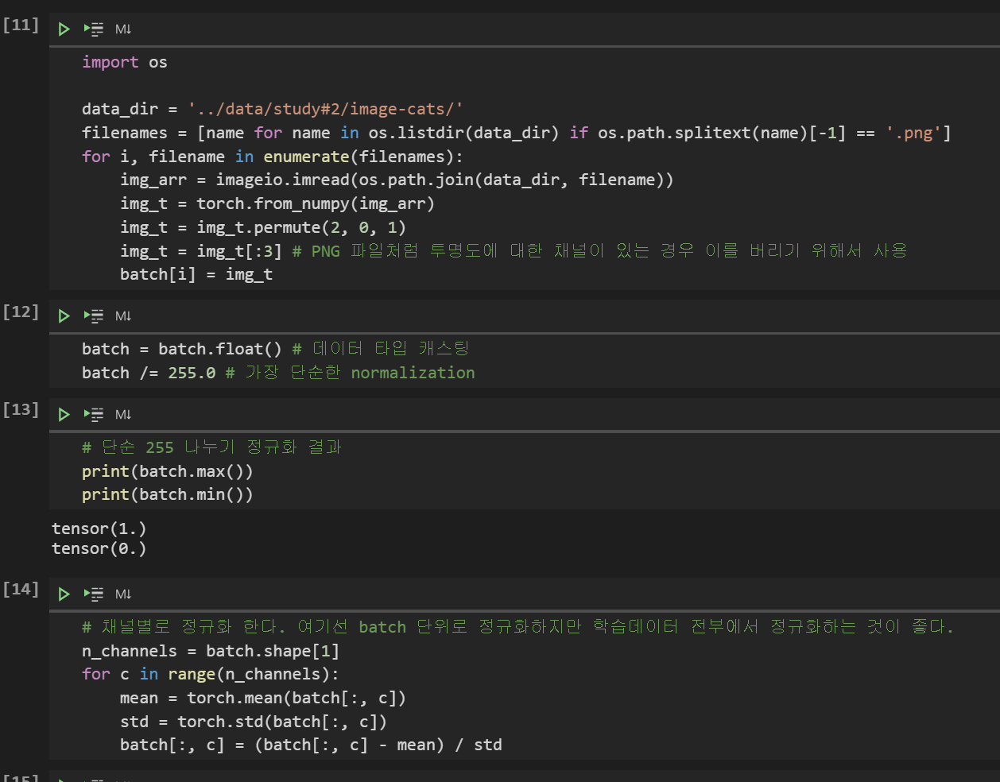 [11]
M↓
import os
data_dir = '../data/study#2/image-cats/'
filenames = [name for name in os.listdir(data_dir) if os.path.splitext(name)[-1] == '.png']
for i, filename in enumerate(filenames):
    img_arr = imageio.imread(os.path.join(data_dir, filename))
    img_t = torch.from_numpy(img_arr)
    img_t = img_t.permute(2, 0, 1)
    img_t = img_t[:3] # PNG 파일처럼 투명도에 대한 채널이 있는 경우 이를 버리기 위해서 사용
    batch[i] = img_t
[12]
M↓
batch = batch.float() # 데이터 타입 캐스팅
batch /= 255.0 # 가장 단순한 normalization
[13]
M↓
# 단순 255 나누기 정규화 결과
print(batch.max())
print(batch.min())
tensor(1.)
tensor(0.)
[14]
M↓
# 채널별로 정규화 한다. 여기선 batch 단위로 정규화하지만 학습데이터 전부에서 정규화하는 것이 좋다.
n_channels = batch.shape[1]
for c in range(n_channels):
    mean = torch.mean(batch[:, c])
    std = torch.std(batch[:, c])
    batch[:, c] = (batch[:, c] - mean) / std
[15]